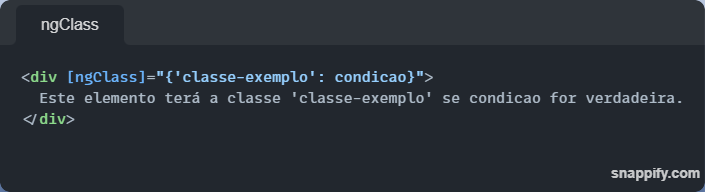 ngClass
<div [ngClass]="{'classe-exemplo': condicao}">
Este elemento terá a classe 'classe-exemplo' se condicao for verdadeira.
</div>
snappify.com